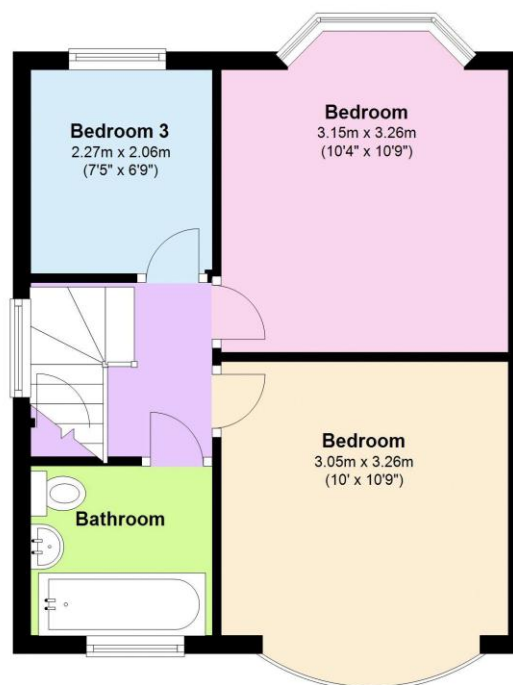 Bedroom 3
2.27m x 2.06m
(7'5" x 6'9")
Bedroom
3.15m x 3.26m
(10'4" x 10'9")
Bedroom
3.05m x 3.26m
(10' x 10'9")
Bathroom